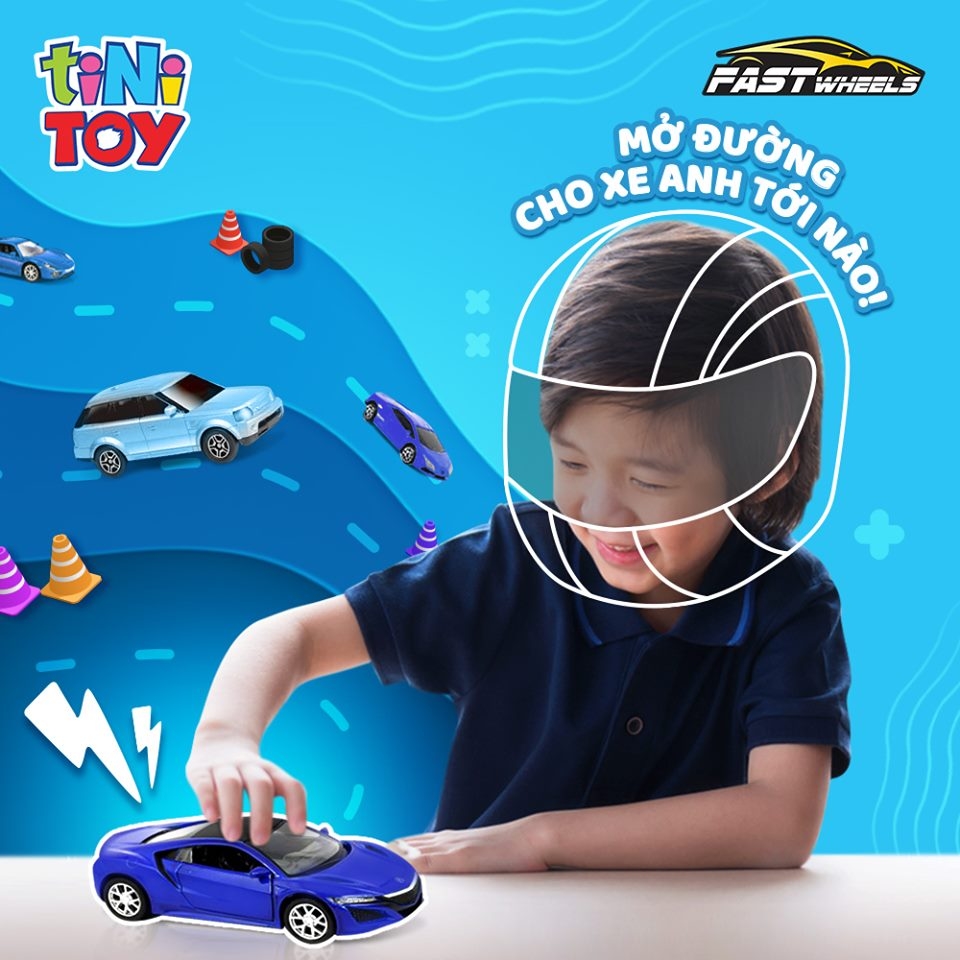 tiNi
TOY
FAST WHEELS
MỞ ĐƯỜNG
CHO XE ANH TỚI NÀO!